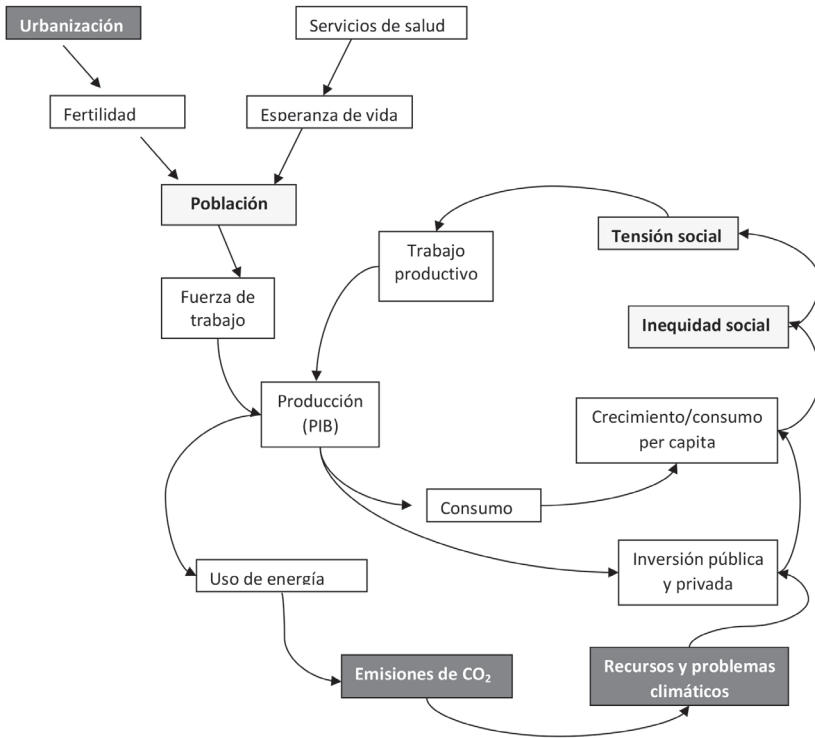 Urbanización
Servicios de salud
Fertilidad
Esperanza de vida
Población
Tensión social
Trabajo
productivo
Fuerza de
trabajo
Inequidad social
Producción
(PIB)
Crecimiento/consumo
per capita
Consumo
Inversión pública
y privada
Uso de energía
Emisiones de CO₂
Recursos y problemas
climáticos